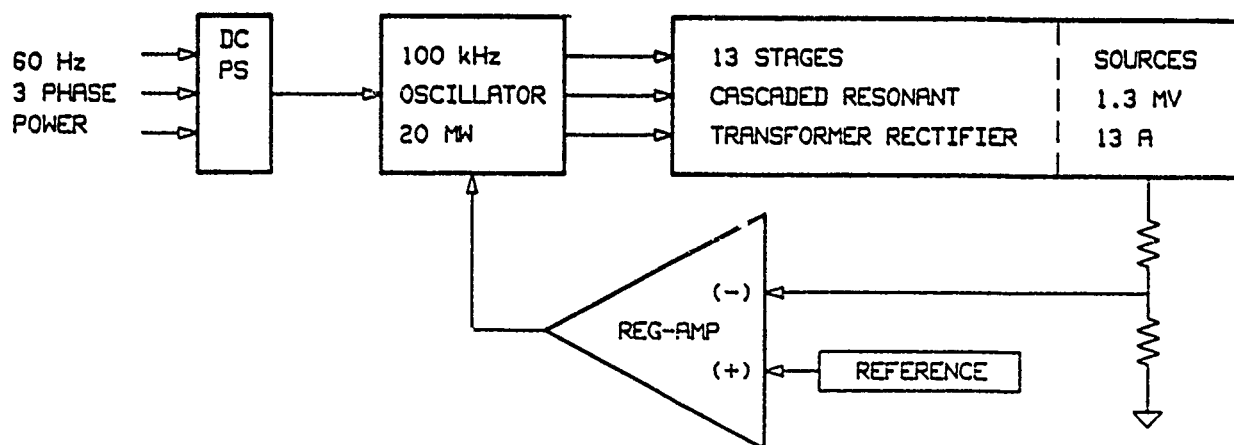 60 Hz
3 PHASE
POWER
DC
PS
100 kHz
OSCILLATOR
20 MW
13 STAGES
CASCADED RESONANT
TRANSFORMER RECTIFIER
SOURCES
1.3 MV
13 A
(-)
REG-AMP
(+)
REFERENCE